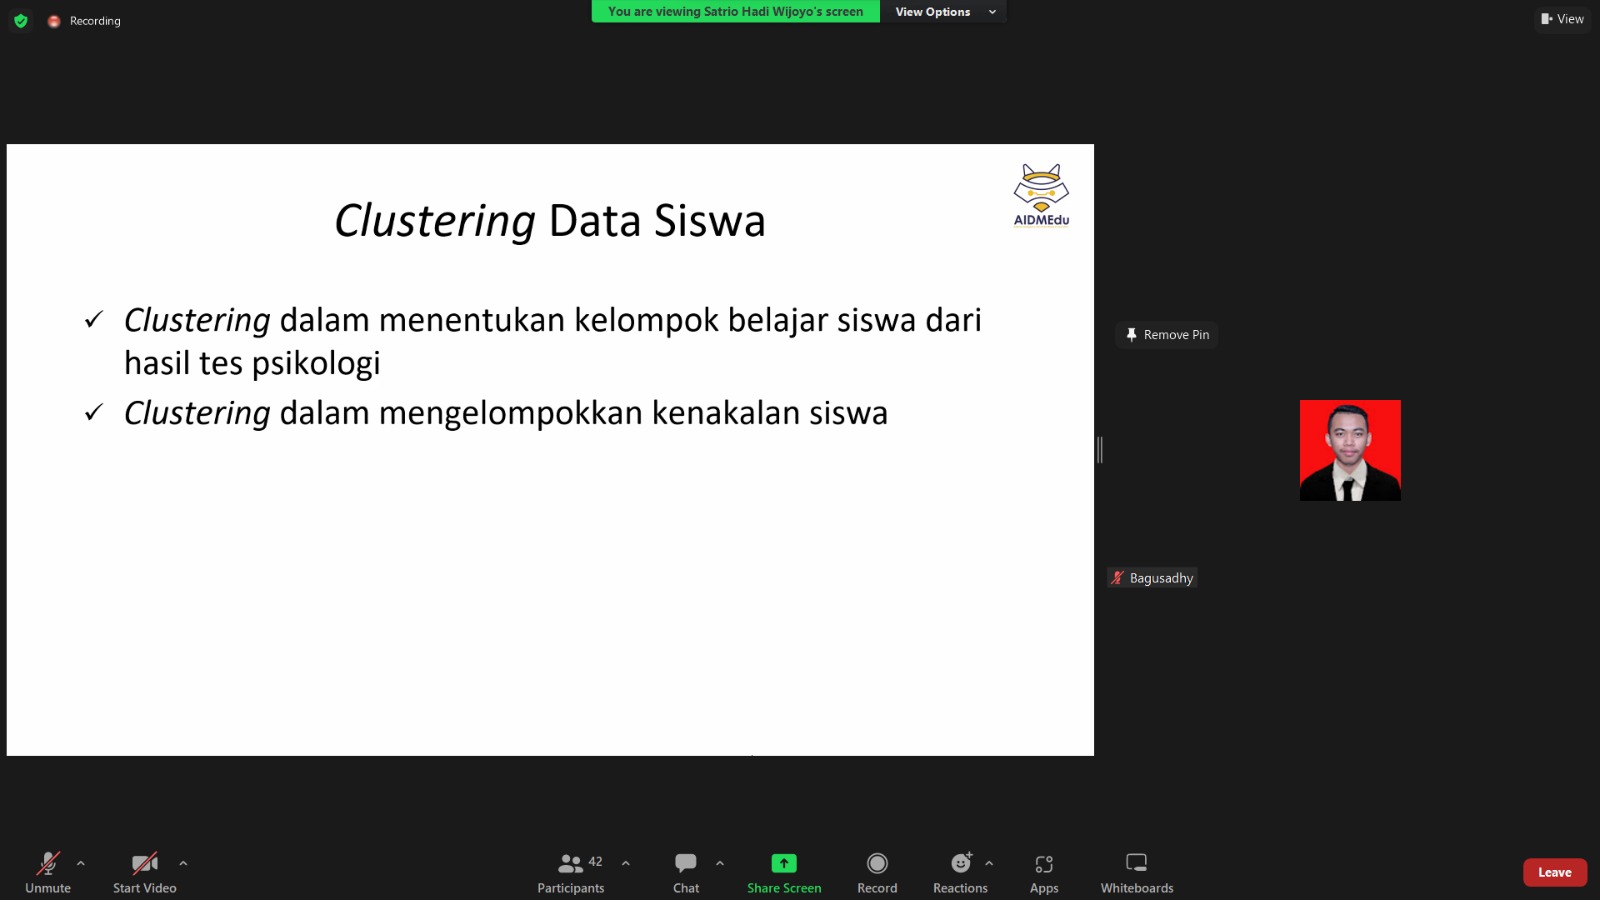 Recording
You are viewing Satrio Hadi Wijoyo's screen
View Options
View
AIDMEdu
Clustering Data Siswa
✓ Clustering dalam menentukan kelompok belajar siswa dari
hasil tes psikologi
✓ Clustering dalam mengelompokkan kenakalan siswa
Remove Pin
Bagusadhy
Unmute
Start Video
42
Participants
Chat
Share Screen
Record
Reactions
Apps
Whiteboards
Leave